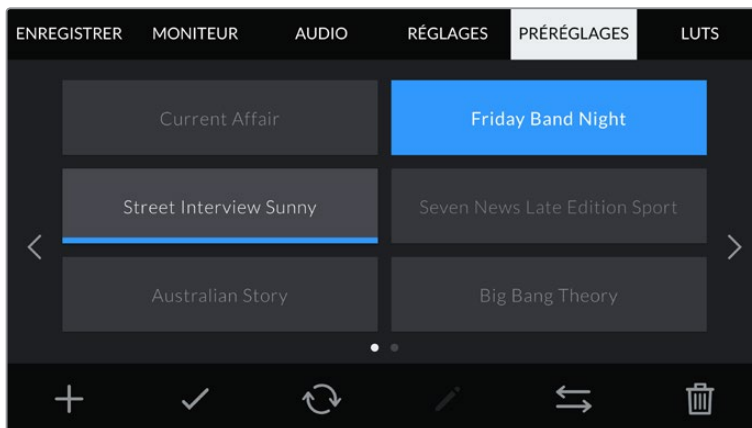 ENREGISTRER MONITEUR AUDIO RÉGLAGES PRÉRÉGLAGES LUTS
Current Affair Friday Band Night
Street Interview Sunny Seven News Late Edition Sport
Australian Story Big Bang Theory